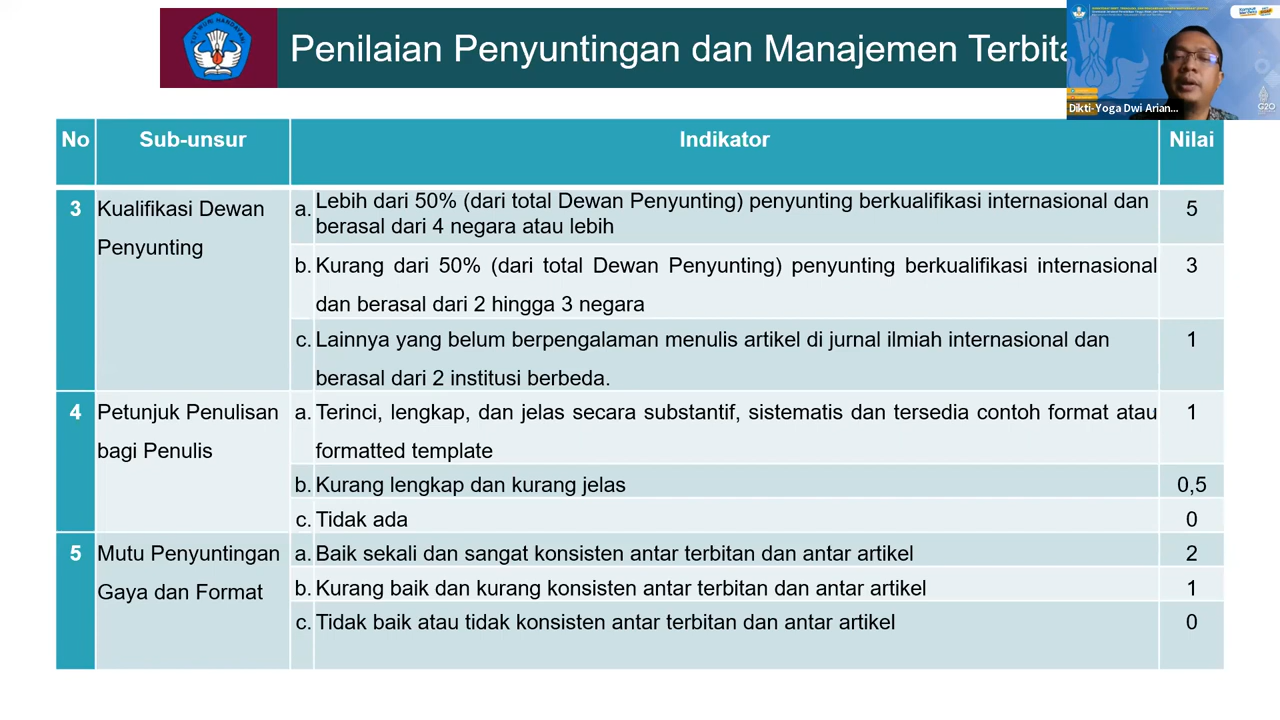 TUT WURI HANDAYANI
Penilaian Penyuntingan dan Manajemen Terbita
Dikti-Yoga Dwi Arian...
G20
No Sub-unsur Indikator Nilai
3 Kualifikasi Dewan Penyunting
a. Lebih dari 50% (dari total Dewan Penyunting) penyunting berkualifikasi internasional dan
berasal dari 4 negara atau lebih
5
b. Kurang dari 50% (dari total Dewan Penyunting) penyunting berkualifikasi internasional
dan berasal dari 2 hingga 3 negara
3
c. Lainnya yang belum berpengalaman menulis artikel di jurnal ilmiah internasional dan
berasal dari 2 institusi berbeda.
1
4 Petunjuk Penulisan
bagi Penulis
a. Terinci, lengkap, dan jelas secara substantif, sistematis dan tersedia contoh format atau
formatted template
1
b. Kurang lengkap dan kurang jelas 0,5
c. Tidak ada 0
5 Mutu Penyuntingan
Gaya dan Format
a. Baik sekali dan sangat konsisten antar terbitan dan antar artikel 2
b. Kurang baik dan kurang konsisten antar terbitan dan antar artikel 1
c. Tidak baik atau tidak konsisten antar terbitan dan antar artikel 0